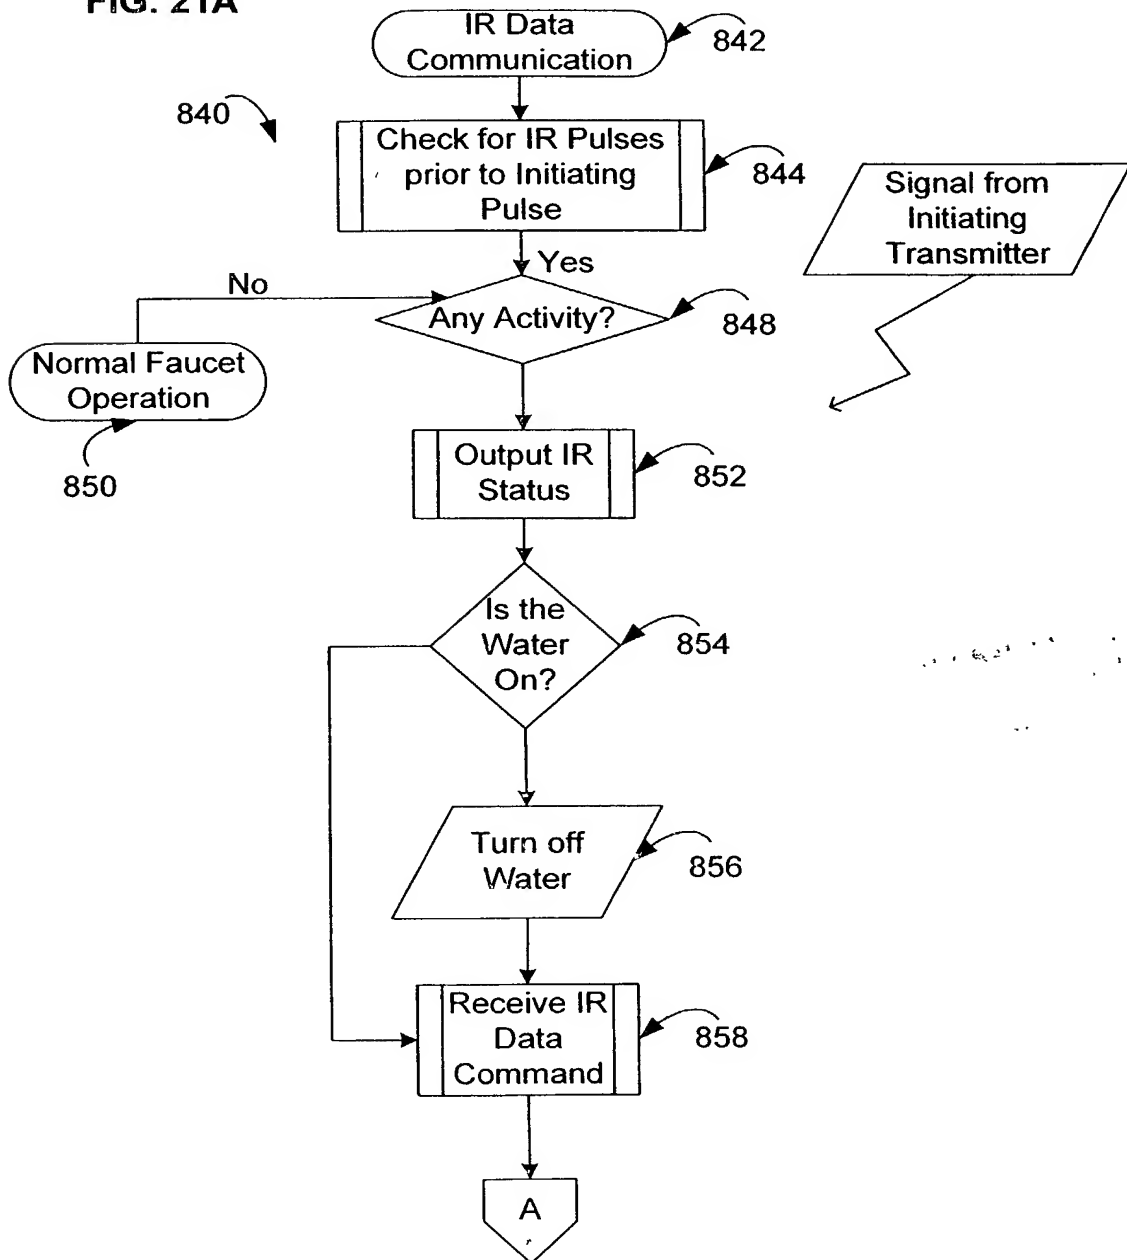 FIG. 21A
IR Data
Communication
842
840
Check for IR Pulses
prior to Initiating
Pulse
844
Signal from
Initiating
Transmitter
Yes
No
Any Activity?
848
Normal Faucet
Operation
850
Output IR
Status
852
Is the
Water
On?
854
Turn off
Water
856
Receive IR
Data
Command
858
A